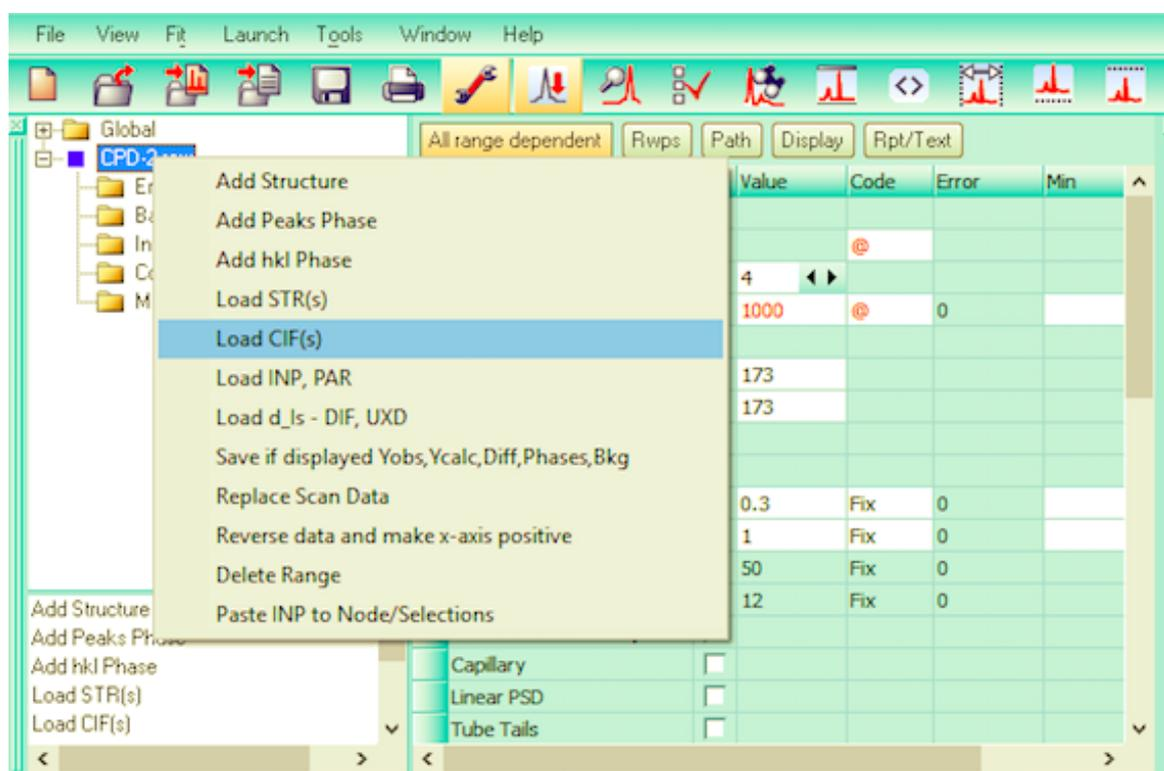 File View Fit Launch Tools Window Help
Global
CPD-2
All range dependent Rwps Path Display Rpt/Text
Value Code Error Min
@
4
1000 @ 0
173
173
0.3 Fix 0
1 Fix 0
50 Fix 0
12 Fix 0
Capillary
Linear PSD
Tube Tails
Add Structure
Add Peaks Phase
Add hkl Phase
Load STR(s)
Load CIF(s)
Load INP, PAR
Load d_Is - DIF, UXD
Save if displayed Yobs,Ycalc,Diff,Phases,Bkg
Replace Scan Data
Reverse data and make x-axis positive
Delete Range
Paste INP to Node/Selections
Add Structure
Add Peaks Phase
Add hkl Phase
Load STR(s)
Load CIF(s)